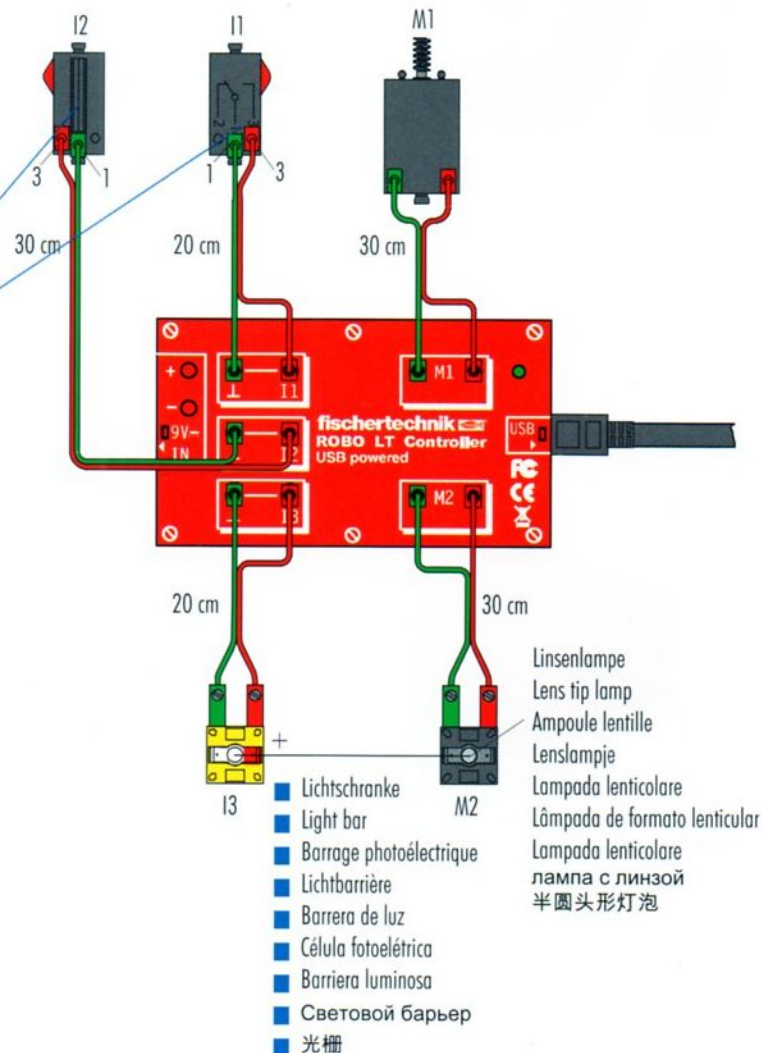 I2
I1
M1
3
1
1
2
3
30 cm
20 cm
30 cm
+
⊥ I1
M1
−
9V⎓
IN
I2
fischertechnik
ROBO LT Controller
USB powered
USB
FC
CE
⊥ I3
M2
20 cm
30 cm
Linsenlampe
Lens tip lamp
Ampoule lentille
Lenslampje
Lampada lenticolare
Lâmpada de formato lenticular
Lampada lenticolare
лампа с линзой
半圆头形灯泡
+
I3
M2
Lichtschranke
Light bar
Barrage photoélectrique
Lichtbarrière
Barrera de luz
Célula fotoelétrica
Barriera luminosa
Световой барьер
光栅